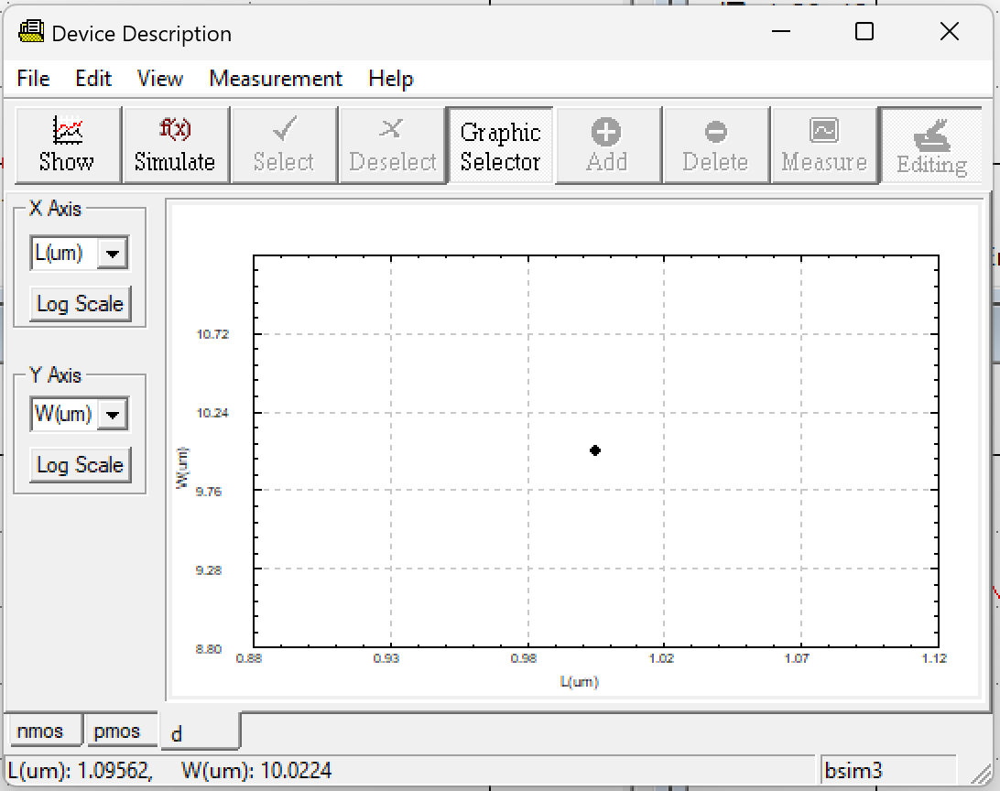 Device Description
File Edit View Measurement Help
f(x)
Show Simulate Select Deselect Graphic Selector Add Delete Measure Editing
X Axis
L(um)
Log Scale
Y Axis
W(um)
Log Scale
10.72
10.24
9.76
9.28
8.80
W(um)
0.88 0.93 0.98 1.02 1.07 1.12
L(um)
nmos pmos d
L(um): 1.09562, W(um): 10.0224 bsim3